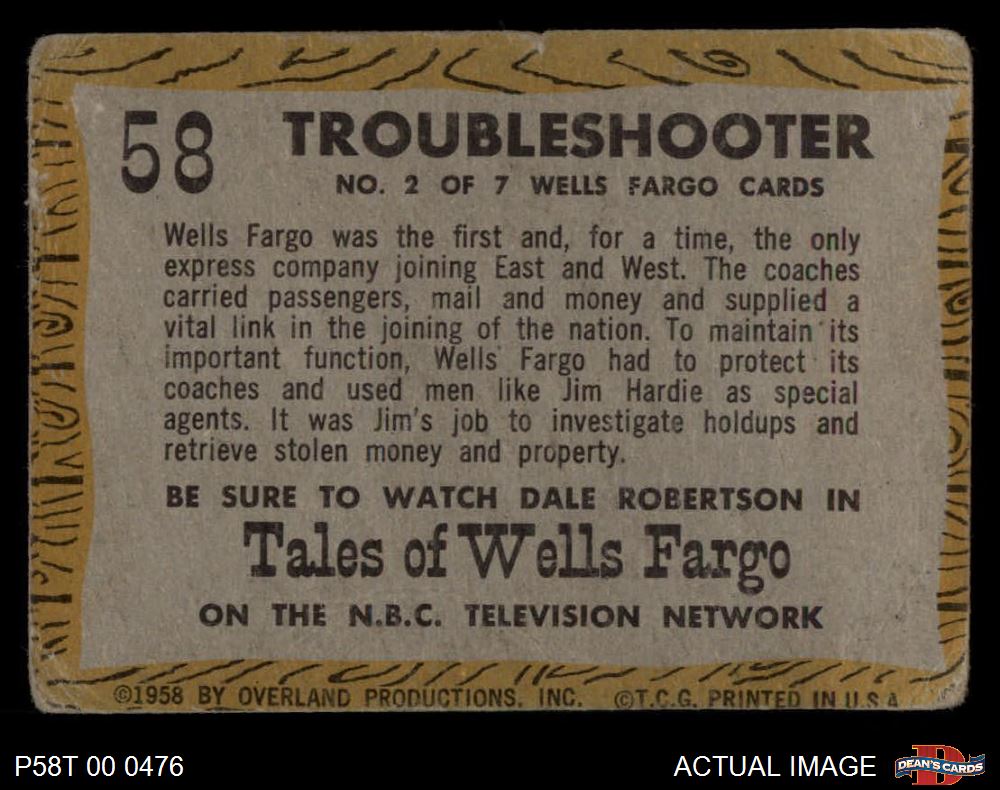 58
TROUBLESHOOTER
NO. 2 OF 7 WELLS FARGO CARDS
Wells Fargo was the first and, for a time, the only
express company joining East and West. The coaches
carried passengers, mail and money and supplied a
vital link in the joining of the nation. To maintain its
important function, Wells Fargo had to protect its
coaches and used men like Jim Hardie as special
agents. It was Jim's job to investigate holdups and
retrieve stolen money and property.
BE SURE TO WATCH DALE ROBERTSON IN
Tales of Wells Fargo
ON THE N.B.C. TELEVISION NETWORK
©1958 BY OVERLAND PRODUCTIONS, INC. ©T.C.G. PRINTED IN U.S.A
P58T 00 0476
ACTUAL IMAGE
DEAN'S CARDS